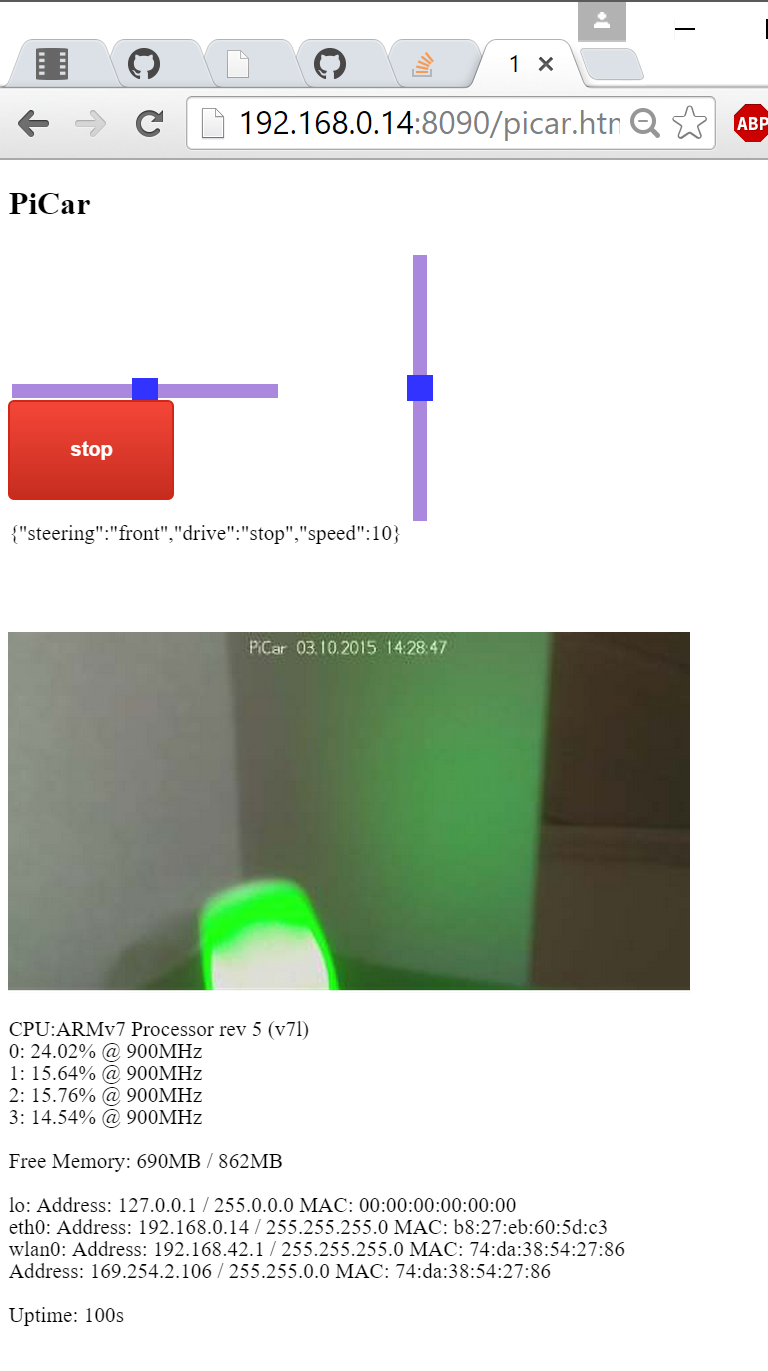 1
192.168.0.14:8090/picar.htm
ABP
PiCar
stop
{"steering":"front","drive":"stop","speed":10}
PiCar 03.10.2015 14:28:47
CPU:ARMv7 Processor rev 5 (v7l)
0: 24.02% @ 900MHz
1: 15.64% @ 900MHz
2: 15.76% @ 900MHz
3: 14.54% @ 900MHz
Free Memory: 690MB / 862MB
lo: Address: 127.0.0.1 / 255.0.0.0 MAC: 00:00:00:00:00:00
eth0: Address: 192.168.0.14 / 255.255.255.0 MAC: b8:27:eb:60:5d:c3
wlan0: Address: 192.168.42.1 / 255.255.255.0 MAC: 74:da:38:54:27:86
Address: 169.254.2.106 / 255.255.0.0 MAC: 74:da:38:54:27:86
Uptime: 100s